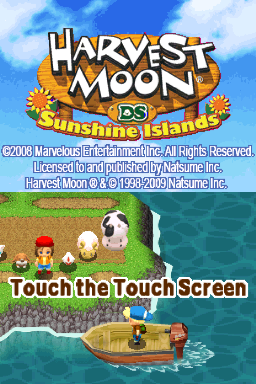 HARVEST
MOON®
DS
Sunshine Islands
©2008 Marvelous Entertainment Inc. All Rights Reserved.
Licensed to and published by Natsume Inc.
Harvest Moon ® & © 1998-2009 Natsume Inc.
Touch the Touch Screen